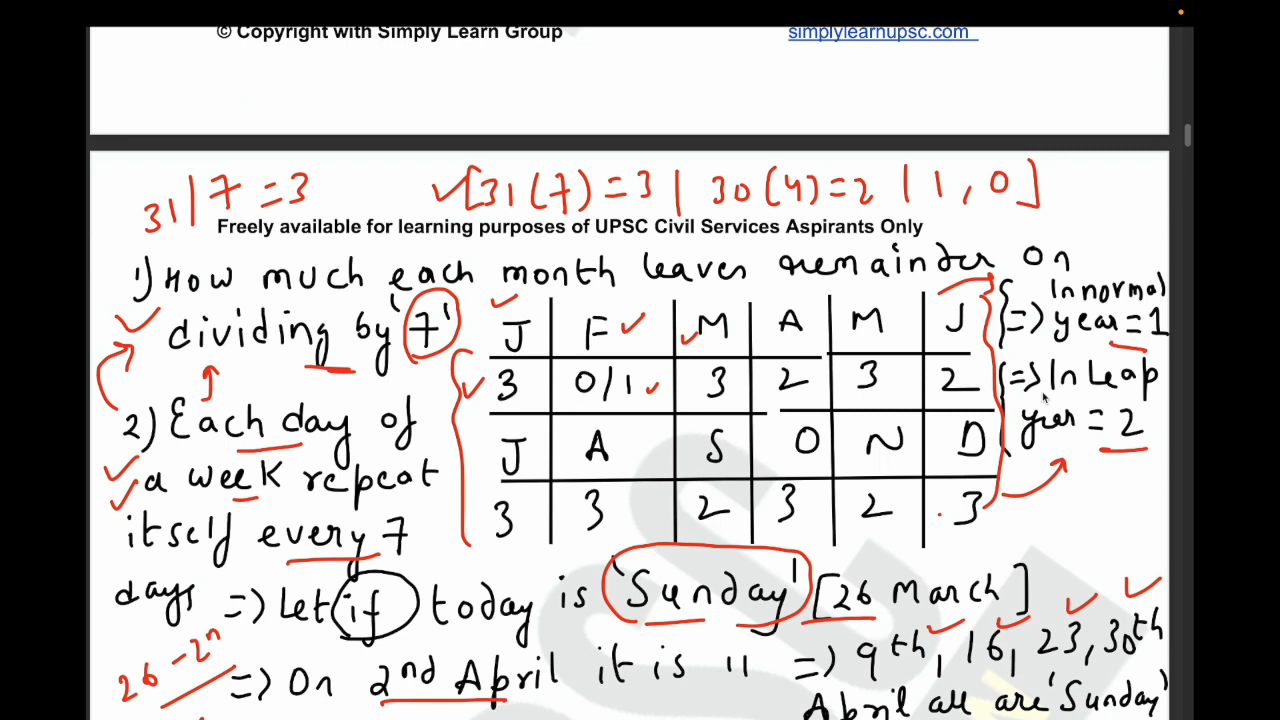 © Copyright with Simply Learn Group simplylearnupsc.com
31/7 = 3 [31 (7) = 3 | 30 (4) = 2 | 1, 0]
Freely available for learning purposes of UPSC Civil Services Aspirants Only
1) How much each month leaves remainder on
dividing by '7'
J F M A M J
3 0/1 3 2 3 2
J A S O N D
3 3 2 3 2 3
=> In normal
year = 1
=> In Leap
year = 2
2) Each day of
a week repeat
itself every 7
days => Let if today is 'Sunday' [26 March]
=> On 2nd April it is " => 9th, 16, 23, 30th
April all are 'Sunday'
26 - 2n